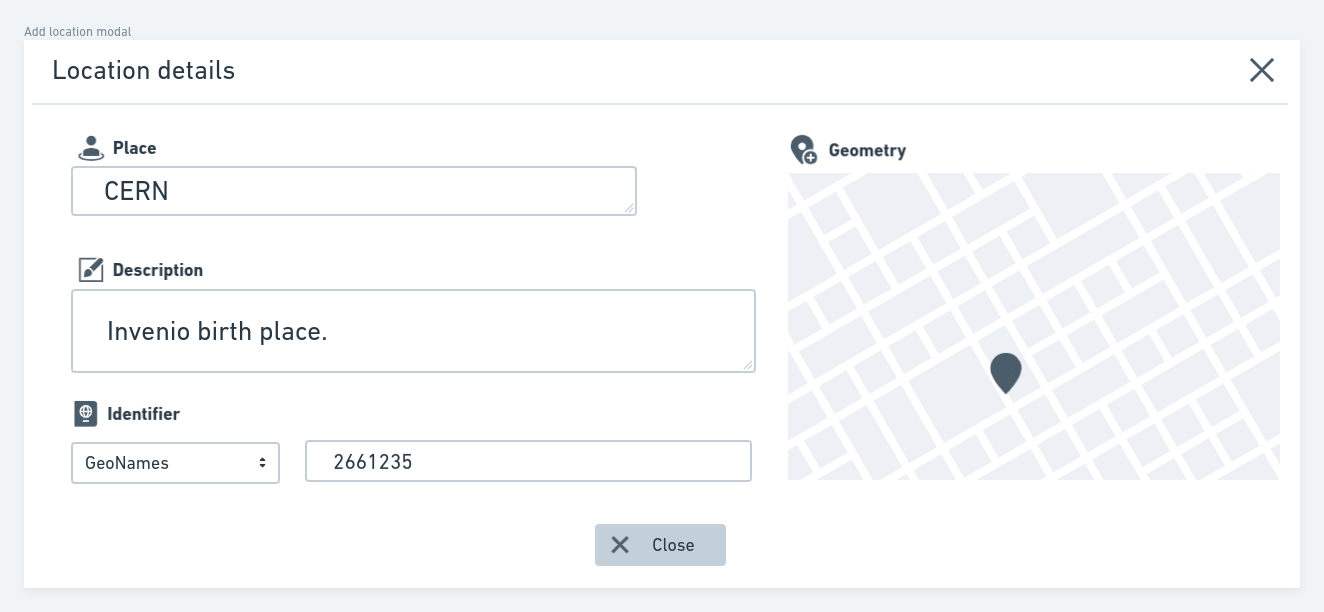 Add location modal
Location details
Place
CERN
Description
Invenio birth place.
Identifier
GeoNames
2661235
Geometry
Close